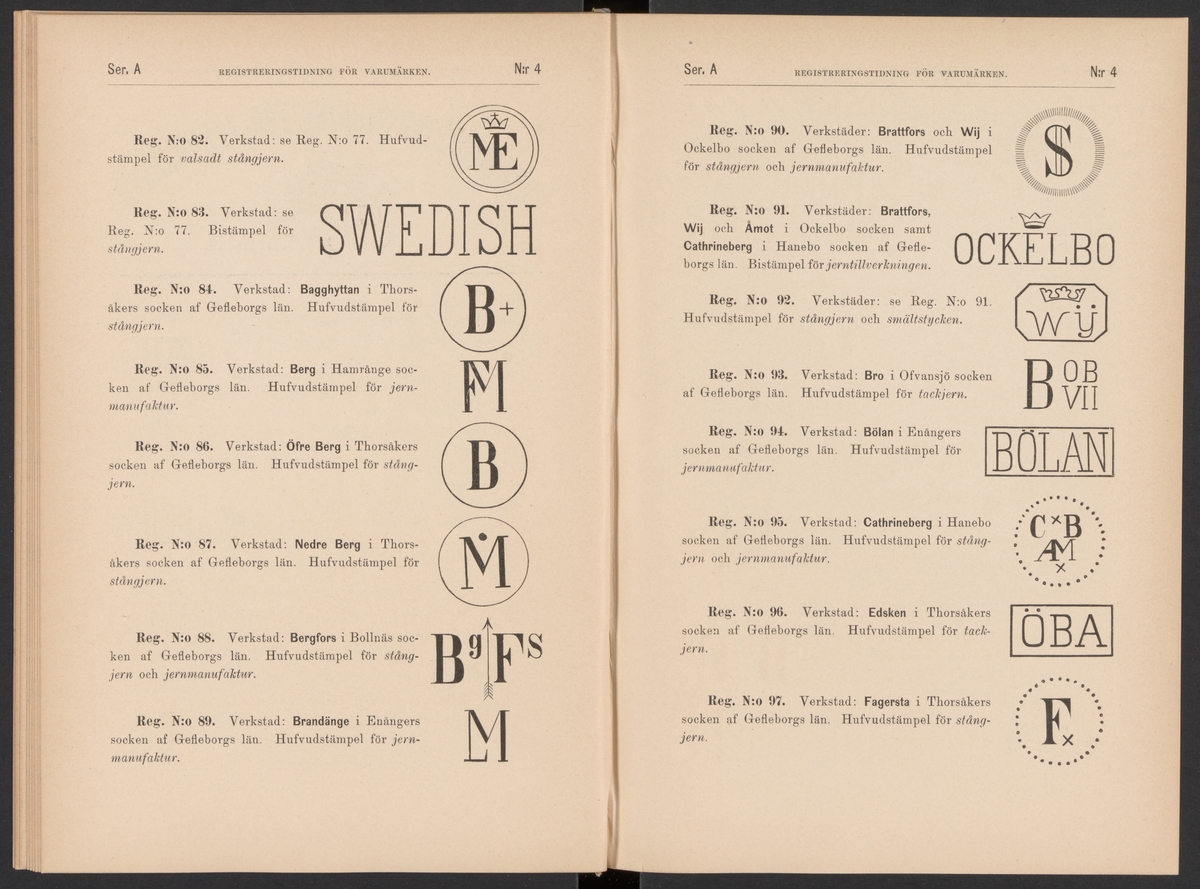 Ser. A REGISTRERINGSTIDNING FÖR VARUMÄRKEN. N:r 4
Reg. N:o 82. Verkstad: se Reg. N:o 77. Hufvud-
stämpel för valsadt stångjern.
ME
Reg. N:o 83. Verkstad: se
Reg. N:o 77. Bistämpel för
stångjern.
SWEDISH
Reg. N:o 84. Verkstad: Bagghyttan i Thors-
åkers socken af Gefleborgs län. Hufvudstämpel för
stångjern.
B+
Reg. N:o 85. Verkstad: Berg i Hamrånge soc-
ken af Gefleborgs län. Hufvudstämpel för jern-
manufaktur.
FM
Reg. N:o 86. Verkstad: Öfre Berg i Thorsåkers
socken af Gefleborgs län. Hufvudstämpel för stång-
jern.
B
Reg. N:o 87. Verkstad: Nedre Berg i Thors-
åkers socken af Gefleborgs län. Hufvudstämpel för
stångjern.
M
Reg. N:o 88. Verkstad: Bergfors i Bollnäs soc-
ken af Gefleborgs län. Hufvudstämpel för stång-
jern och jernmanufaktur.
Bg Fs
Reg. N:o 89. Verkstad: Brandänge i Enångers
socken af Gefleborgs län. Hufvudstämpel för jern-
manufaktur.
LM
Ser. A REGISTRERINGSTIDNING FÖR VARUMÄRKEN. N:r 4
Reg. N:o 90. Verkstäder: Brattfors och Wij i
Ockelbo socken af Gefleborgs län. Hufvudstämpel
för stångjern och jernmanufaktur.
S
Reg. N:o 91. Verkstäder: Brattfors,
Wij och Åmot i Ockelbo socken samt
Cathrineberg i Hanebo socken af Gefle-
borgs län. Bistämpel för jerntillverkningen.
OCKELBO
Reg. N:o 92. Verkstäder: se Reg. N:o 91.
Hufvudstämpel för stångjern och smältstycken.
Wij
Reg. N:o 93. Verkstad: Bro i Ofvansjö socken
af Gefleborgs län. Hufvudstämpel för tackjern.
B OB
VII
Reg. N:o 94. Verkstad: Bölan i Enångers
socken af Gefleborgs län. Hufvudstämpel för
jernmanufaktur.
BÖLAN
Reg. N:o 95. Verkstad: Cathrineberg i Hanebo
socken af Gefleborgs län. Hufvudstämpel för stång-
jern och jernmanufaktur.
C×B
AM
×
Reg. N:o 96. Verkstad: Edsken i Thorsåkers
socken af Gefleborgs län. Hufvudstämpel för tack-
jern.
ÖBA
Reg. N:o 97. Verkstad: Fagersta i Thorsåkers
socken af Gefleborgs län. Hufvudstämpel för stång-
jern.
F×